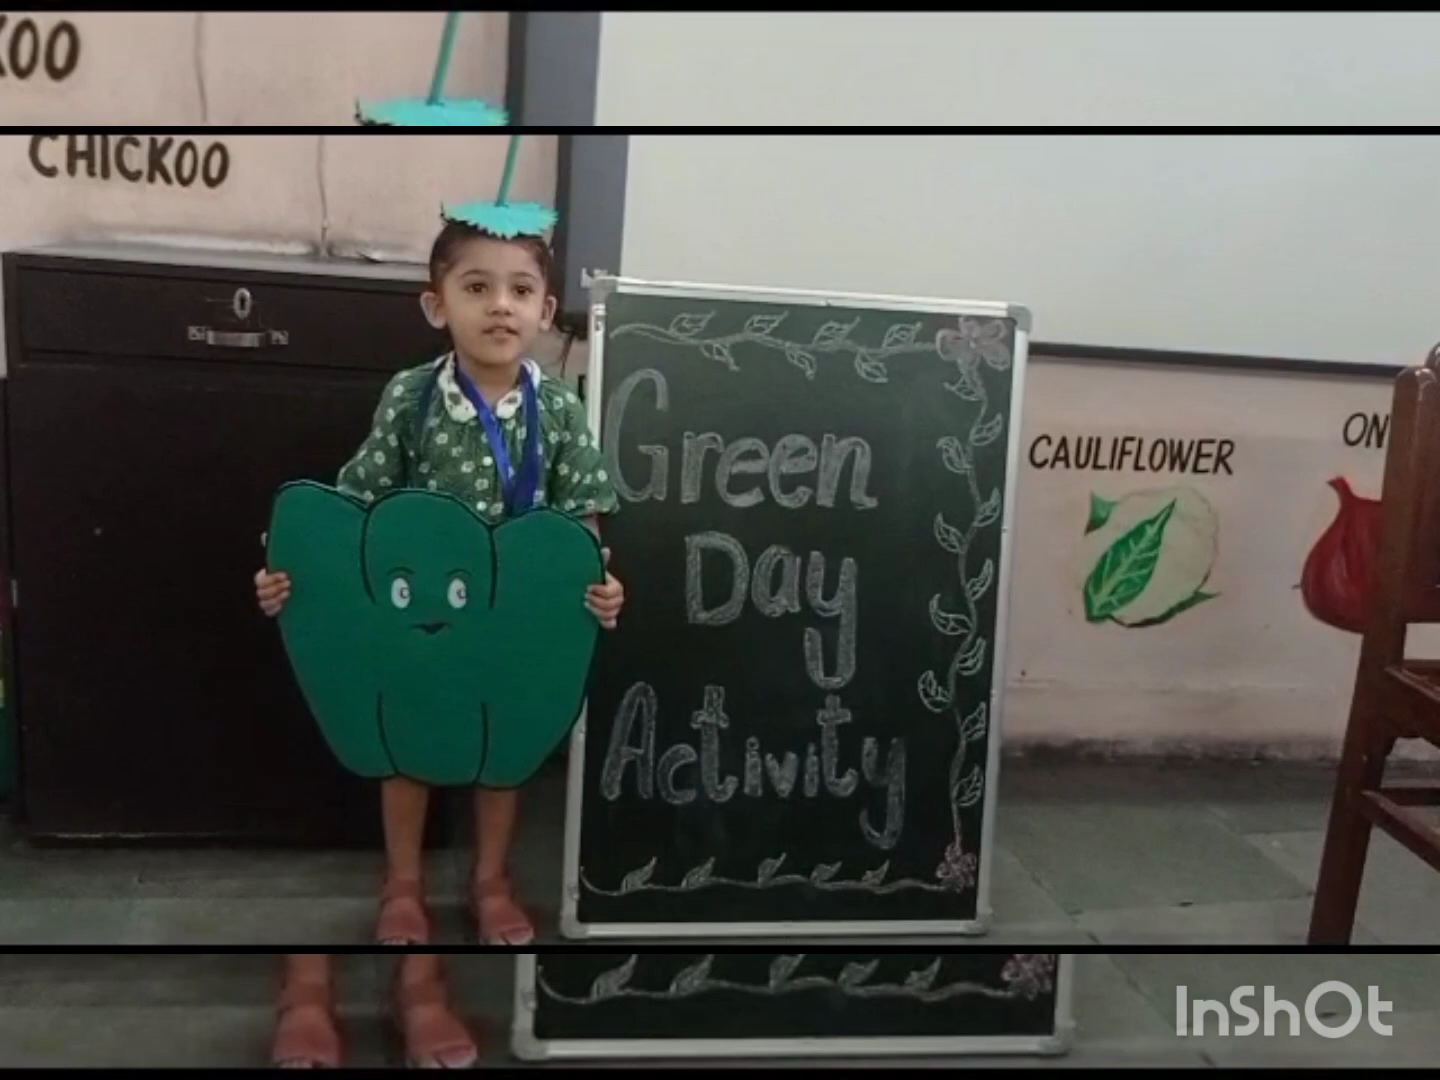 KOO
CHICKOO
Green
Day
Activity
CAULIFLOWER
ON
InShOt